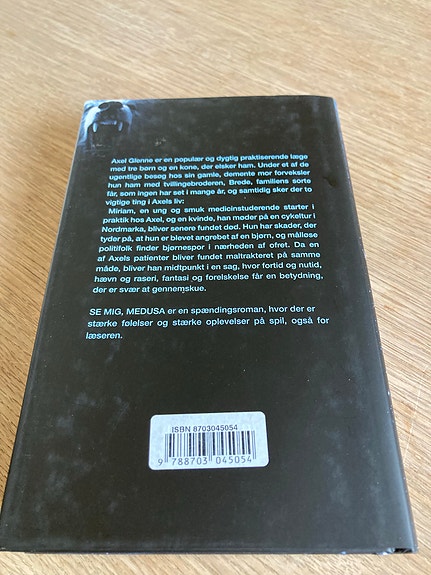 Axel Glenne er en populær og dygtig praktiserende læge
med tre børn og en kone, der elsker ham. Under et af de
ugentlige besøg hos sin gamle, demente mor forveksler
hun ham med tvillingebroderen, Brede, familiens sorte
får, som ingen har set i mange år, og samtidig sker der to
vigtige ting i Axels liv:
Miriam, en ung og smuk medicinstuderende starter i
praktik hos Axel, og en kvinde, han møder på en cykeltur i
Nordmarka, bliver senere fundet død. Hun har skader, der
tyder på, at hun er blevet angrebet af en bjørn, og målløse
politifolk finder bjørnespor i nærheden af ofret. Da en
af Axels patienter bliver fundet maltrakteret på samme
måde, bliver han midtpunkt i en sag, hvor fortid og nutid,
hævn og raseri, fantasi og forelskelse får en betydning,
der er svær at gennemskue.
SE MIG, MEDUSA er en spændingsroman, hvor der er
stærke følelser og stærke oplevelser på spil, også for
læseren.
ISBN 8703045054
9 788703 045054